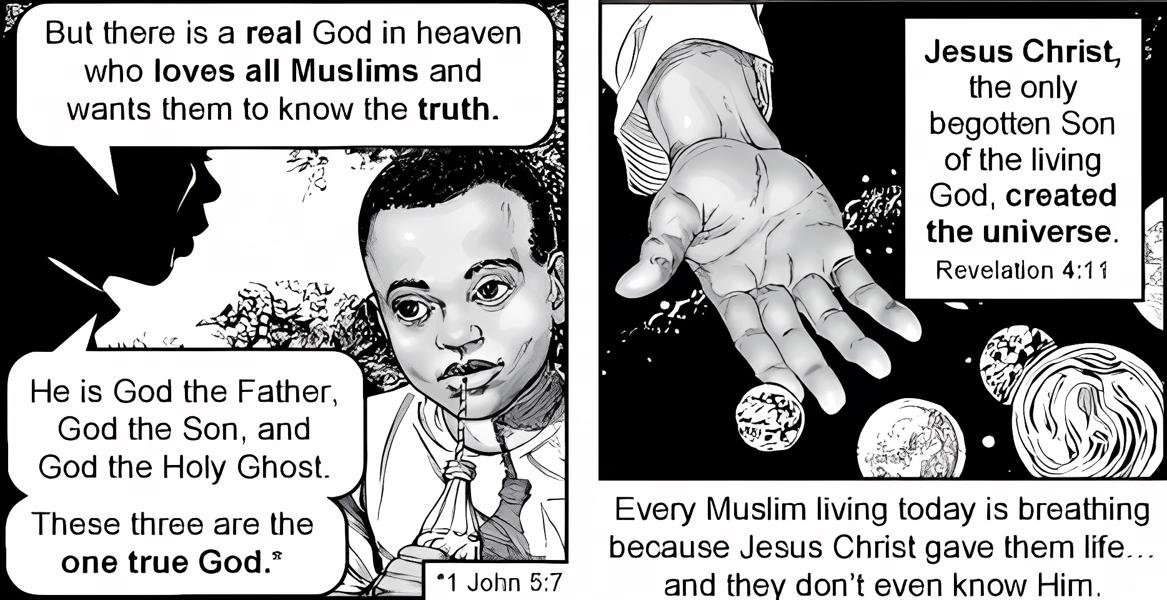 But there is a real God in heaven
who loves all Muslims and
wants them to know the truth.
He is God the Father,
God the Son, and
God the Holy Ghost.
These three are the
one true God.*
*1 John 5:7
Jesus Christ,
the only
begotten Son
of the living
God, created
the universe.
Revelation 4:11
Every Muslim living today is breathing
because Jesus Christ gave them life...
and they don't even know Him.